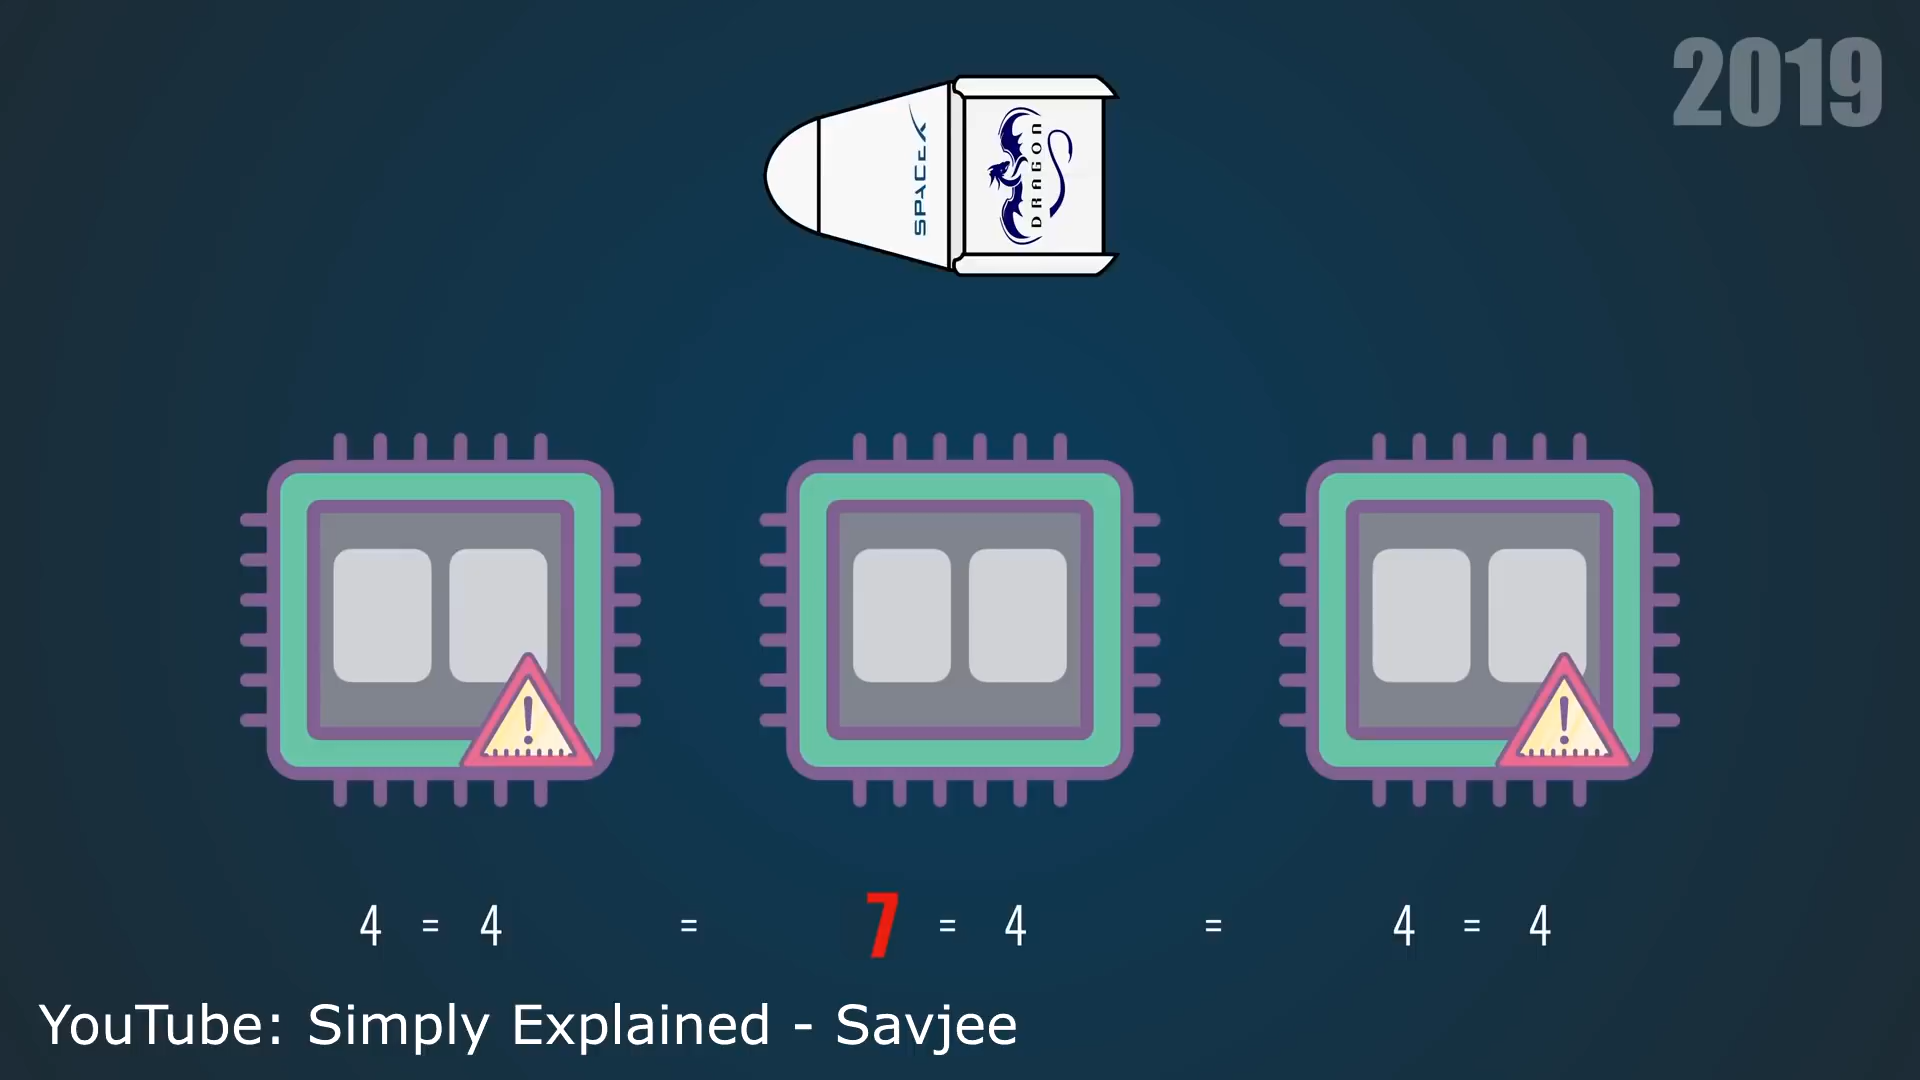 2019
SPACEX
DRAGON
4 = 4 = 7 = 4 = 4 = 4
!
!
YouTube: Simply Explained - Savjee